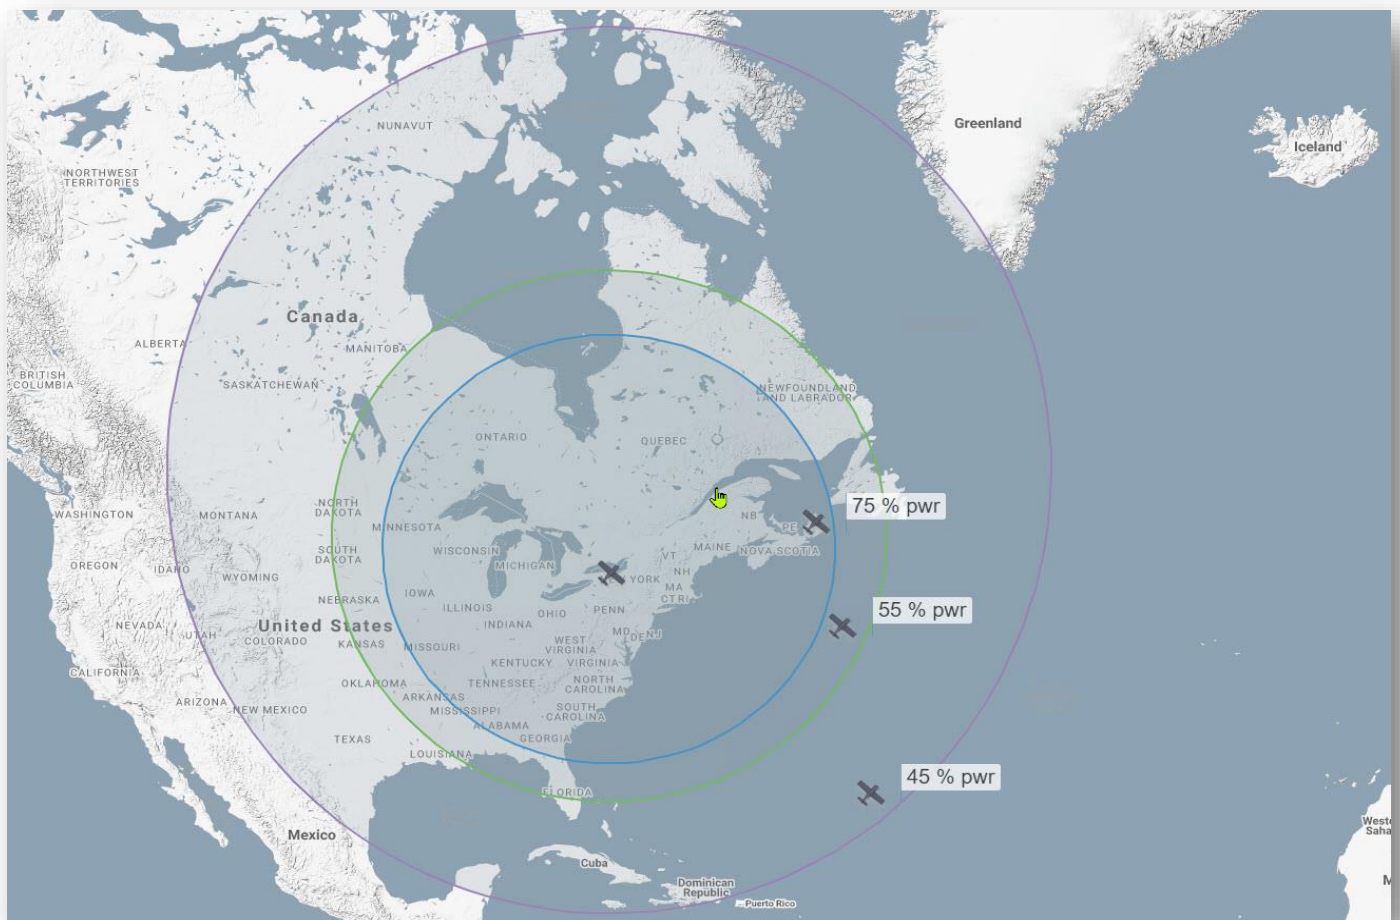 NUNAVUT
Greenland
Iceland
NORTHWEST
TERRITORIES
Canada
ALBERTA
MANITOBA
BRITISH
COLUMBIA
SASKATCHEWAN
NEWFOUNDLAND
AND LABRADOR
ONTARIO
QUEBEC
75 % pwr
WASHINGTON
MONTANA
NORTH
DAKOTA
MINNESOTA
NB
PE
OREGON
IDAHO
SOUTH
DAKOTA
WISCONSIN
MICHIGAN
VT
MAINE
NOVA SCOTIA
WYOMING
NH
YORK
MA
CT RI
NEBRASKA
IOWA
ILLINOIS
OHIO
PENN
55 % pwr
NEVADA
UTAH
United States
COLORADO
KANSAS
MISSOURI
INDIANA
WEST
VIRGINIA
MD
DE
NJ
CALIFORNIA
KENTUCKY
VIRGINIA
OKLAHOMA
TENNESSEE
NORTH
CAROLINA
ARIZONA
NEW MEXICO
ARKANSAS
MISSISSIPPI
SOUTH
CAROLINA
ALABAMA
GEORGIA
TEXAS
LOUISIANA
45 % pwr
FLORIDA
Mexico
Cuba
Dominican
Republic
Puerto Rico
West
Saha
M